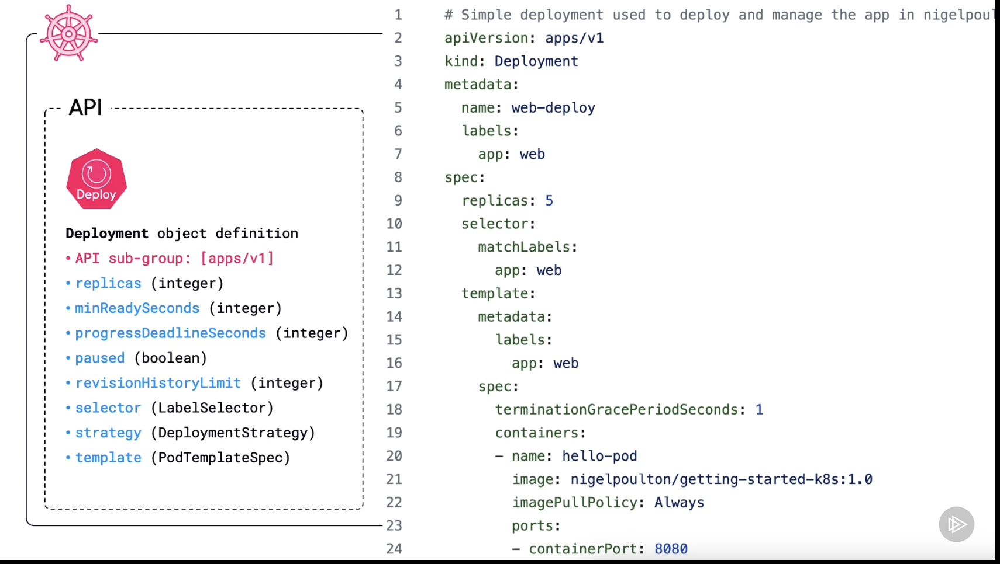 API
Deploy
Deployment object definition
• API sub-group: [apps/v1]
• replicas (integer)
• minReadySeconds (integer)
• progressDeadlineSeconds (integer)
• paused (boolean)
• revisionHistoryLimit (integer)
• selector (LabelSelector)
• strategy (DeploymentStrategy)
• template (PodTemplateSpec)
1 # Simple deployment used to deploy and manage the app in nigelpoul
2 apiVersion: apps/v1
3 kind: Deployment
4 metadata:
5   name: web-deploy
6   labels:
7     app: web
8 spec:
9   replicas: 5
10   selector:
11     matchLabels:
12       app: web
13   template:
14     metadata:
15       labels:
16         app: web
17     spec:
18       terminationGracePeriodSeconds: 1
19       containers:
20       - name: hello-pod
21         image: nigelpoulton/getting-started-k8s:1.0
22         imagePullPolicy: Always
23         ports:
24         - containerPort: 8080